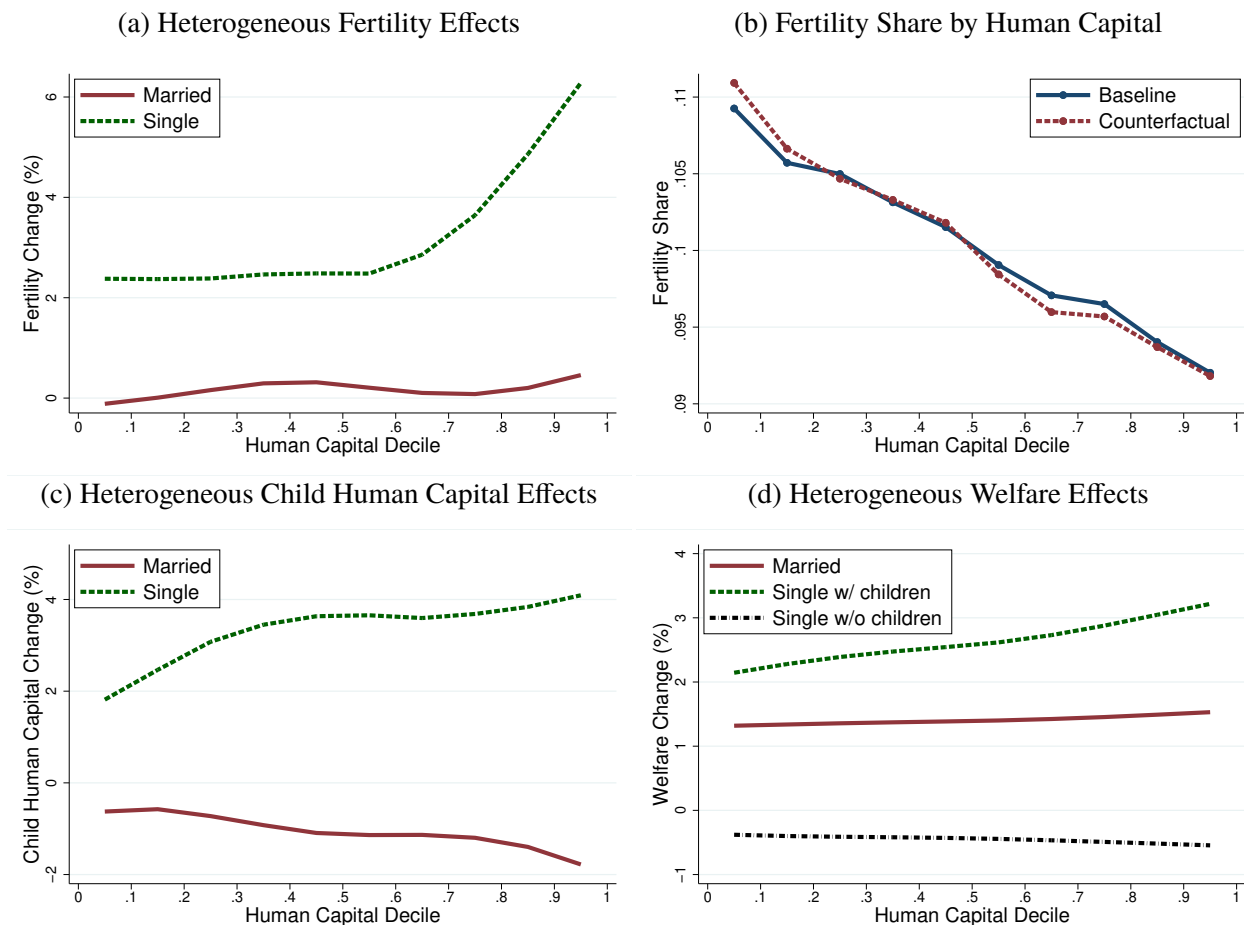 (a) Heterogeneous Fertility Effects
Married
Single
Fertility Change (%)
6
4
2
0
0 .1 .2 .3 .4 .5 .6 .7 .8 .9 1
Human Capital Decile
(b) Fertility Share by Human Capital
Baseline
Counterfactual
Fertility Share
.11
.105
.1
.095
.09
0 .1 .2 .3 .4 .5 .6 .7 .8 .9 1
Human Capital Decile
(c) Heterogeneous Child Human Capital Effects
Married
Single
Child Human Capital Change (%)
4
2
0
−2
0 .1 .2 .3 .4 .5 .6 .7 .8 .9 1
Human Capital Decile
(d) Heterogeneous Welfare Effects
Married
Single w/ children
Single w/o children
Welfare Change (%)
4
3
2
1
0
−1
0 .1 .2 .3 .4 .5 .6 .7 .8 .9 1
Human Capital Decile